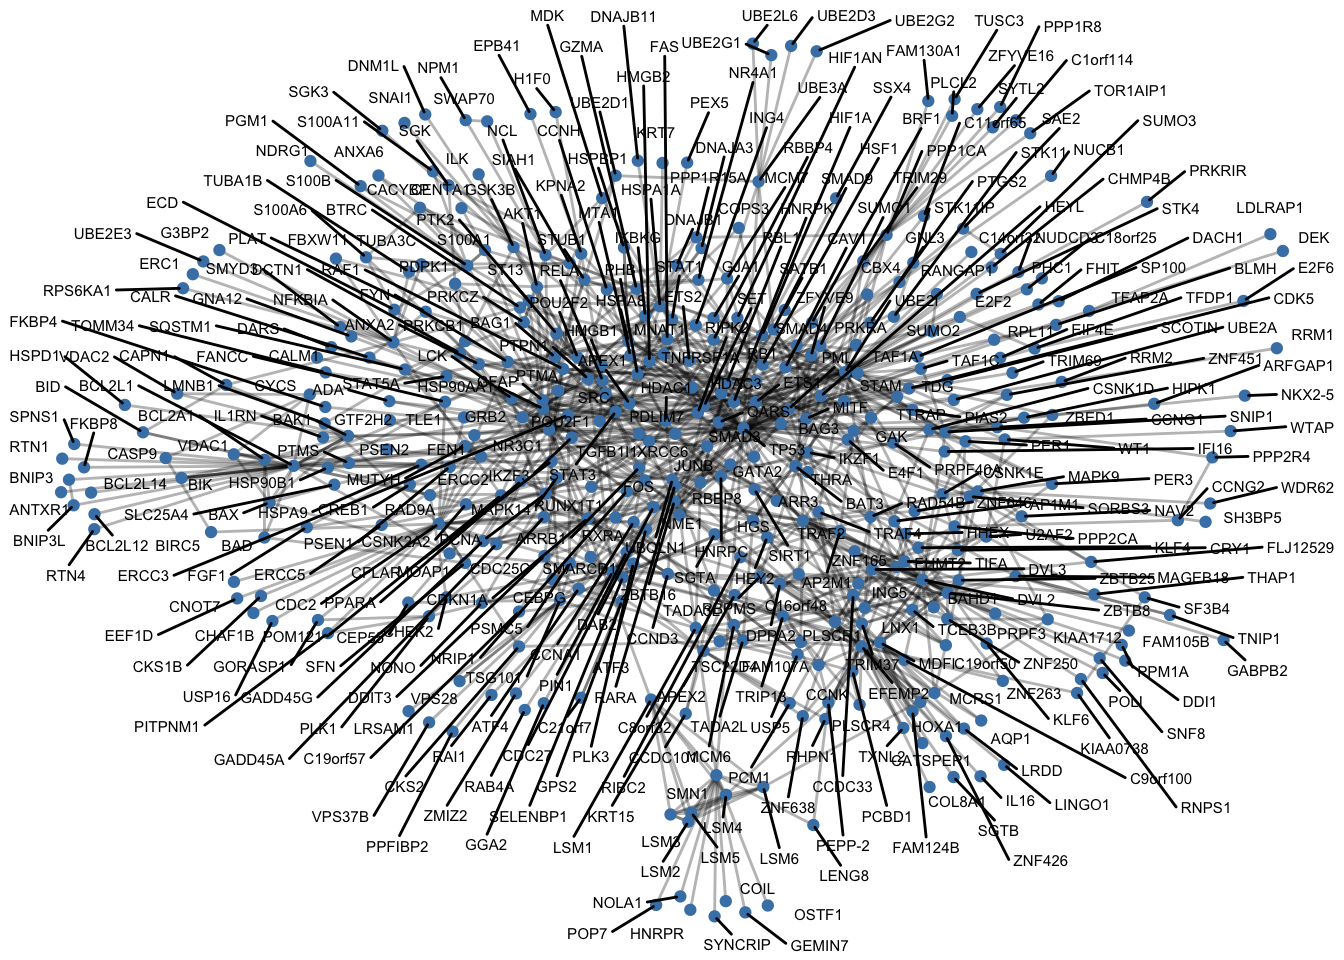 MDK
DNAJB11
UBE2L6
UBE2D3
UBE2G2
TUSC3
PPP1R8
EPB41
GZMA
FAS
UBE2G1
HIF1AN
FAM130A1
ZFYVE16
C1orf114
DNM1L
NPM1
H1F0
HMGB2
NR4A1
UBE3A
SSX4
PLCL2
SYTL2
TOR1AIP1
SGK3
SNAI1
SWAP70
UBE2D1
PEX5
ING4
HIF1A
BRF1
C11orf65
SAE2
SUMO3
PGM1
S100A11
SGK
NCL
CCNH
KRT7
DNAJA3
RBBP4
HSF1
PPP1CA
STK11
NUCB1
NDRG1
ANXA6
ILK
SIAH1
HSPBP1
PPP1R15A
MCM7
SMAD9
TRIM29
PTGS2
CHMP4B
PRKRIR
TUBA1B
S100B
GSK3B
KPNA2
HSPA1A
ECD
S100A6
BTRC
PTK2
AKT1
MTA1
DNAJB1
COPS3
HNRPK
SUMO1
STK11IP
HEYL
STK4
LDLRAP1
UBE2E3
G3BP2
PLAT
FBXW11
TUBA3C
S100A1
STUB1
IKBKG
RBL1
CAV1
GNL3
NUDCD3
C18orf25
DACH1
DEK
ERC1
SMYD3
DCTN1
RAF1
PDPK1
ST13
RELA
PHB
STAT1
GJA1
SATB1
CBX4
RANGAP1
PHC1
FHIT
SP100
BLMH
E2F6
RPS6KA1
CALR
GNA12
NFKBIA
FYN
PRKCZ
POU2F2
HSPA8
ETS2
SET
ZFYVE9
UBE2I
E2F2
TFAP2A
TFDP1
CDK5
FKBP4
TOMM34
SQSTM1
DARS
ANXA2
PRKCB1
BAG1
HMGB1
MNAT1
RIPK2
SMAD4
PRKRA
SUMO2
RPL11
EIF4E
SCOTIN
UBE2A
RRM1
HSPD1
VDAC2
CAPN1
FANCC
CALM1
LCK
PTPN1
APEX1
TNFRSF1A
RB1
PML
TAF1A
TAF1C
TRIM69
RRM2
ZNF451
ARFGAP1
BID
BCL2L1
LMNB1
CYCS
ADA
STAT5A
HSP90AA1
GFAP
PTMA
SRC
HDAC1
HDAC3
ETS1
STAM
TDG
CSNK1D
HIPK1
NKX2-5
SPNS1
FKBP8
BCL2A1
IL1RN
BAK1
GTF2H2
TLE1
GRB2
POU2F1
PDLIM7
QARS
MITF
TTRAP
PIAS2
ZBED1
CCNG1
SNIP1
WTAP
RTN1
CASP9
VDAC1
PTMS
PSEN2
FEN1
NR3C1
TGFB1I1
XRCC6
SMAD3
TP53
BAG3
GAK
PER1
WT1
IFI16
PPP2R4
BNIP3
BCL2L14
BIK
HSP90B1
MUTYH
ERCC2
IKZF3
STAT3
JUNB
GATA2
THRA
IKZF1
E4F1
PRPF40A
CSNK1E
MAPK9
PER3
CCNG2
WDR62
ANTXR1
SLC25A4
BAX
HSPA9
CREB1
RAD9A
MAPK14
RUNX1T1
FOS
RBBP8
ARR3
BAT3
RAD54B
ZNF646
AP1M1
SORBS3
NAV2
SH3BP5
BNIP3L
BCL2L12
BIRC5
BAD
PSEN1
CSNK2A2
PCNA
ARRB1
RXRA
NME1
HGS
TRAF2
TRAF4
HHEX
U2AF2
PPP2CA
KLF4
CRY1
FLJ12529
RTN4
ERCC3
FGF1
ERCC5
CFLAR
MOAP1
CDC25C
SMARCD1
UBQLN1
HNRPC
SIRT1
ZNF165
EHMT2
TIFA
DVL3
ZBTB25
MAGEB18
THAP1
CNOT7
CDC2
PPARA
CDKN1A
CEBPG
ZBTB16
SGTA
HEY2
AP2M1
ING5
BAHD1
DVL2
ZBTB8
SF3B4
EEF1D
CHAF1B
POM121
CEP55
CHEK2
PSMC5
DAB2
TADA3L
RBPMS
C16orf48
LNX1
TCEB3B
PRPF3
KIAA1712
FAM105B
TNIP1
CKS1B
GORASP1
SFN
NONO
NRIP1
CCNA1
CCND3
DPPA2
PLSCR1
MDFI
C19orf50
ZNF250
PPM1A
GABPB2
USP16
GADD45G
DDIT3
VPS28
TSG101
PIN1
ATF3
RARA
APEX2
TSC22D4
FAM107A
TRIM37
EFEMP2
MCRS1
ZNF263
POLI
DDI1
PITPNM1
PLK1
LRSAM1
ATF4
C21orf7
C8orf32
TADA2L
TRIP13
USP5
CCNK
PLSCR4
HOXA1
AQP1
KLF6
SNF8
GADD45A
C19orf57
RAI1
CDC27
PLK3
MCM6
RHPN1
TXNL2
CATSPER1
LRDD
KIAA0738
C9orf100
CKS2
RAB4A
GPS2
RIBC2
PCM1
CCDC33
COL8A1
IL16
LINGO1
RNPS1
VPS37B
ZMIZ2
SELENBP1
KRT15
SMN1
ZNF638
PCBD1
SGTB
PPFIBP2
GGA2
LSM1
LSM3
LSM4
LSM5
LSM6
PEPP-2
FAM124B
ZNF426
LSM2
LENG8
NOLA1
COIL
OSTF1
POP7
HNRPR
SYNCRIP
GEMIN7